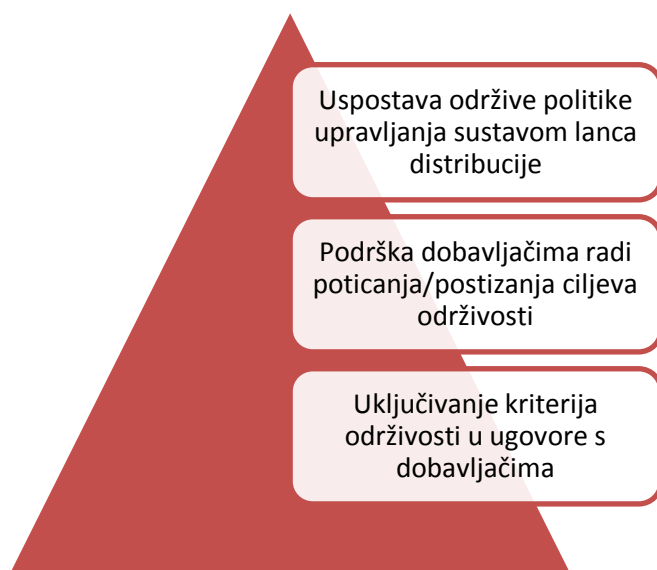 Uspostava održive politike
upravljanja sustavom lanca
distribucije
Podrška dobavljačima radi
poticanja/postizanja ciljeva
održivosti
Uključivanje kriterija
održivosti u ugovore s
dobavljačima